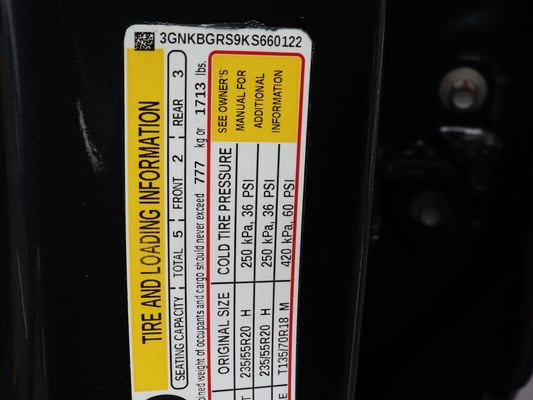 3GNKBGRS9KS660122
TIRE AND LOADING INFORMATION
SEATING CAPACITY TOTAL 5 FRONT 2 REAR 3
weight of occupants and cargo should never exceed 777 kg or 1713 lbs.
ORIGINAL SIZE COLD TIRE PRESSURE SEE OWNER'S MANUAL FOR ADDITIONAL INFORMATION
235/55R20 H 250 kPa, 36 PSI
235/55R20 H 250 kPa, 36 PSI
T135/70R18 M 420 kPa, 60 PSI